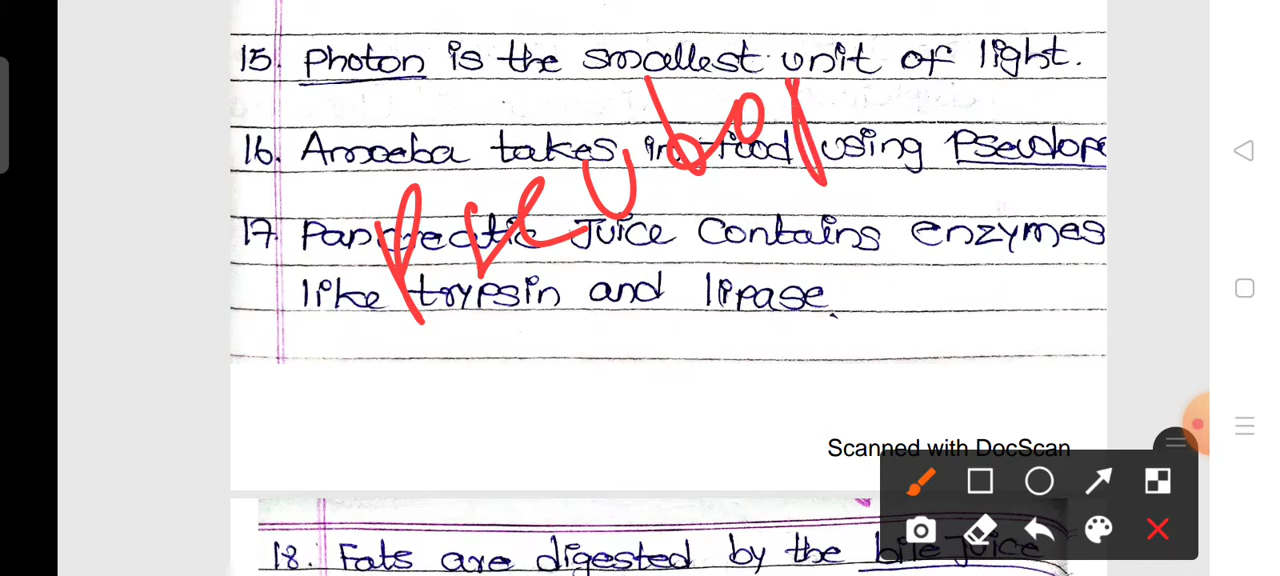 15. Photon is the smallest unit of light.
16. Amoeba takes in food using Pseudop
17. Pancreatic Juice Contains enzymes
like trypsin and lipase.
Scanned with DocScan
18. Fats are digested by the bile Juice